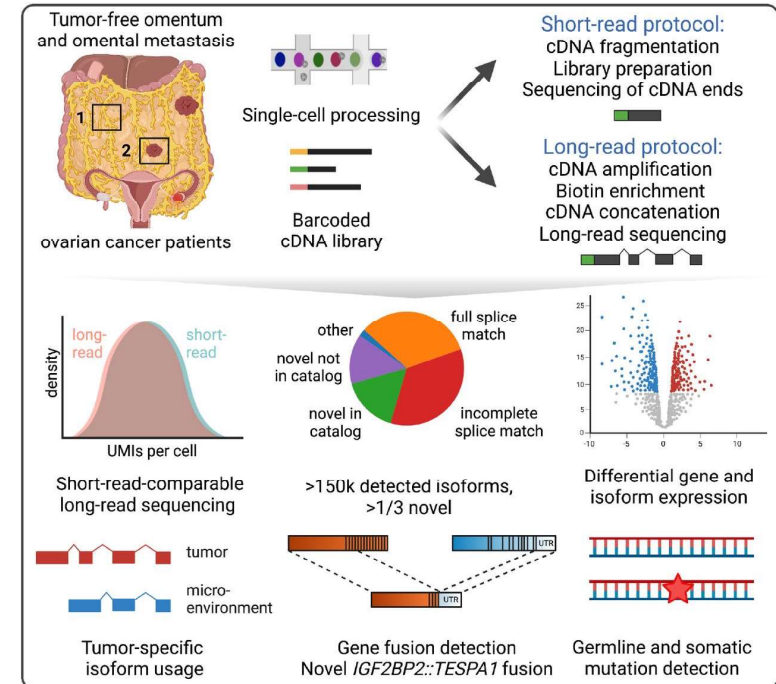 Tumor-free omentum
and omental metastasis
1
2
ovarian cancer patients
Single-cell processing
Barcoded
cDNA library
Short-read protocol:
cDNA fragmentation
Library preparation
Sequencing of cDNA ends
Long-read protocol:
cDNA amplification
Biotin enrichment
cDNA concatenation
Long-read sequencing
long-
read
short-
read
density
UMIs per cell
Short-read-comparable
long-read sequencing
other
full splice
match
novel not
in catalog
novel in
catalog
incomplete
splice match
>150k detected isoforms,
>1/3 novel
25
20
15
10
5
0
-10
-5
0
5
10
Differential gene and
isoform expression
tumor
micro-
environment
Tumor-specific
isoform usage
UTR
UTR
Gene fusion detection
Novel IGF2BP2::TESPA1 fusion
Germline and somatic
mutation detection